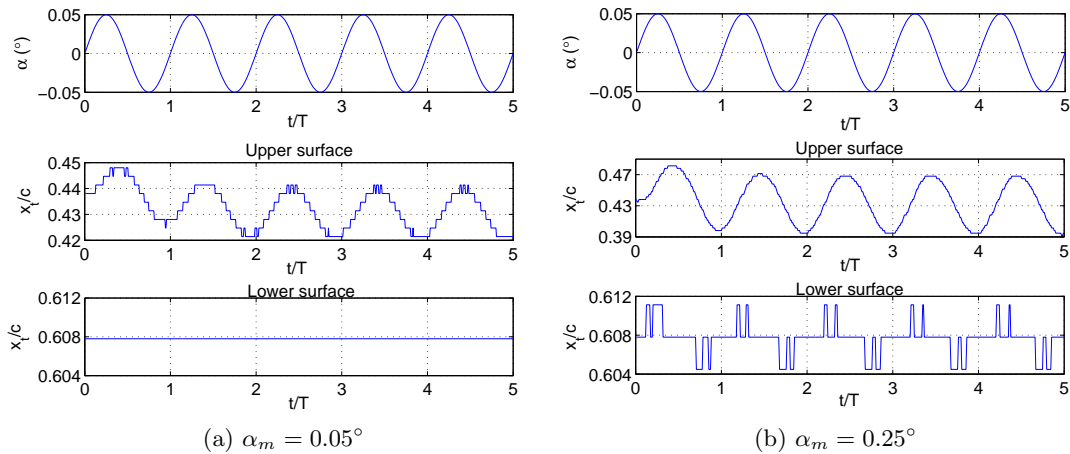 0.05
0
−0.05
α (°)
0 1 2 3 4 5
t/T
Upper surface
0.45
0.44
0.43
0.42
x_t/c
0 1 2 3 4 5
t/T
Lower surface
0.612
0.608
0.604
x_t/c
0 1 2 3 4 5
t/T
(a) α_m = 0.05°
0.05
0
−0.05
α (°)
0 1 2 3 4 5
t/T
Upper surface
0.47
0.43
0.39
x_t/c
0 1 2 3 4 5
t/T
Lower surface
0.612
0.608
0.604
x_t/c
0 1 2 3 4 5
t/T
(b) α_m = 0.25°